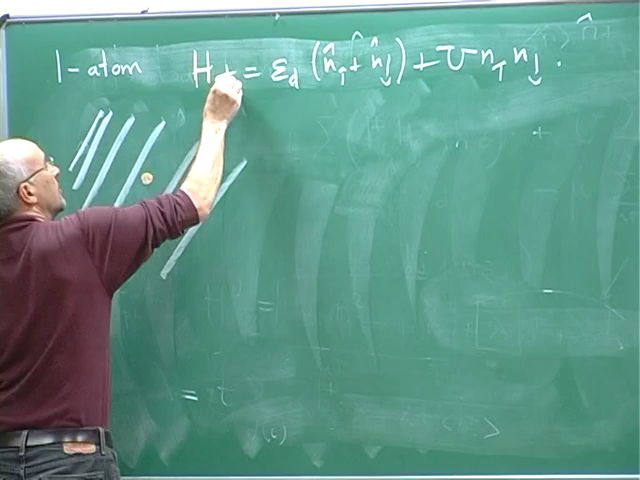 1-atom H = ε_d (n̂_↑ + n̂_↓) + U n_↑ n_↓ .